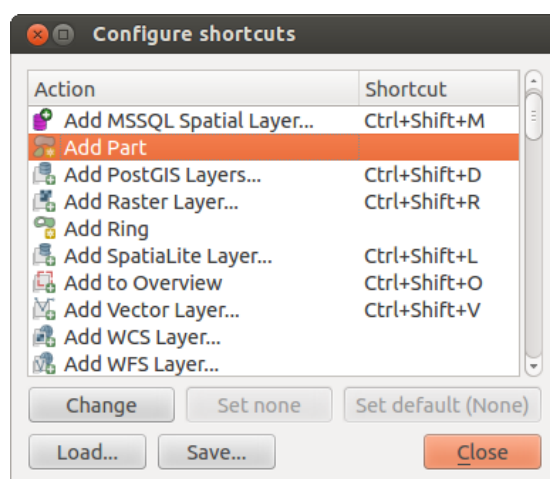 Configure shortcuts
Action Shortcut
Add MSSQL Spatial Layer... Ctrl+Shift+M
Add Part
Add PostGIS Layers... Ctrl+Shift+D
Add Raster Layer... Ctrl+Shift+R
Add Ring
Add SpatiaLite Layer... Ctrl+Shift+L
Add to Overview Ctrl+Shift+O
Add Vector Layer... Ctrl+Shift+V
Add WCS Layer...
Add WFS Layer...
Change Set none Set default (None)
Load... Save... Close